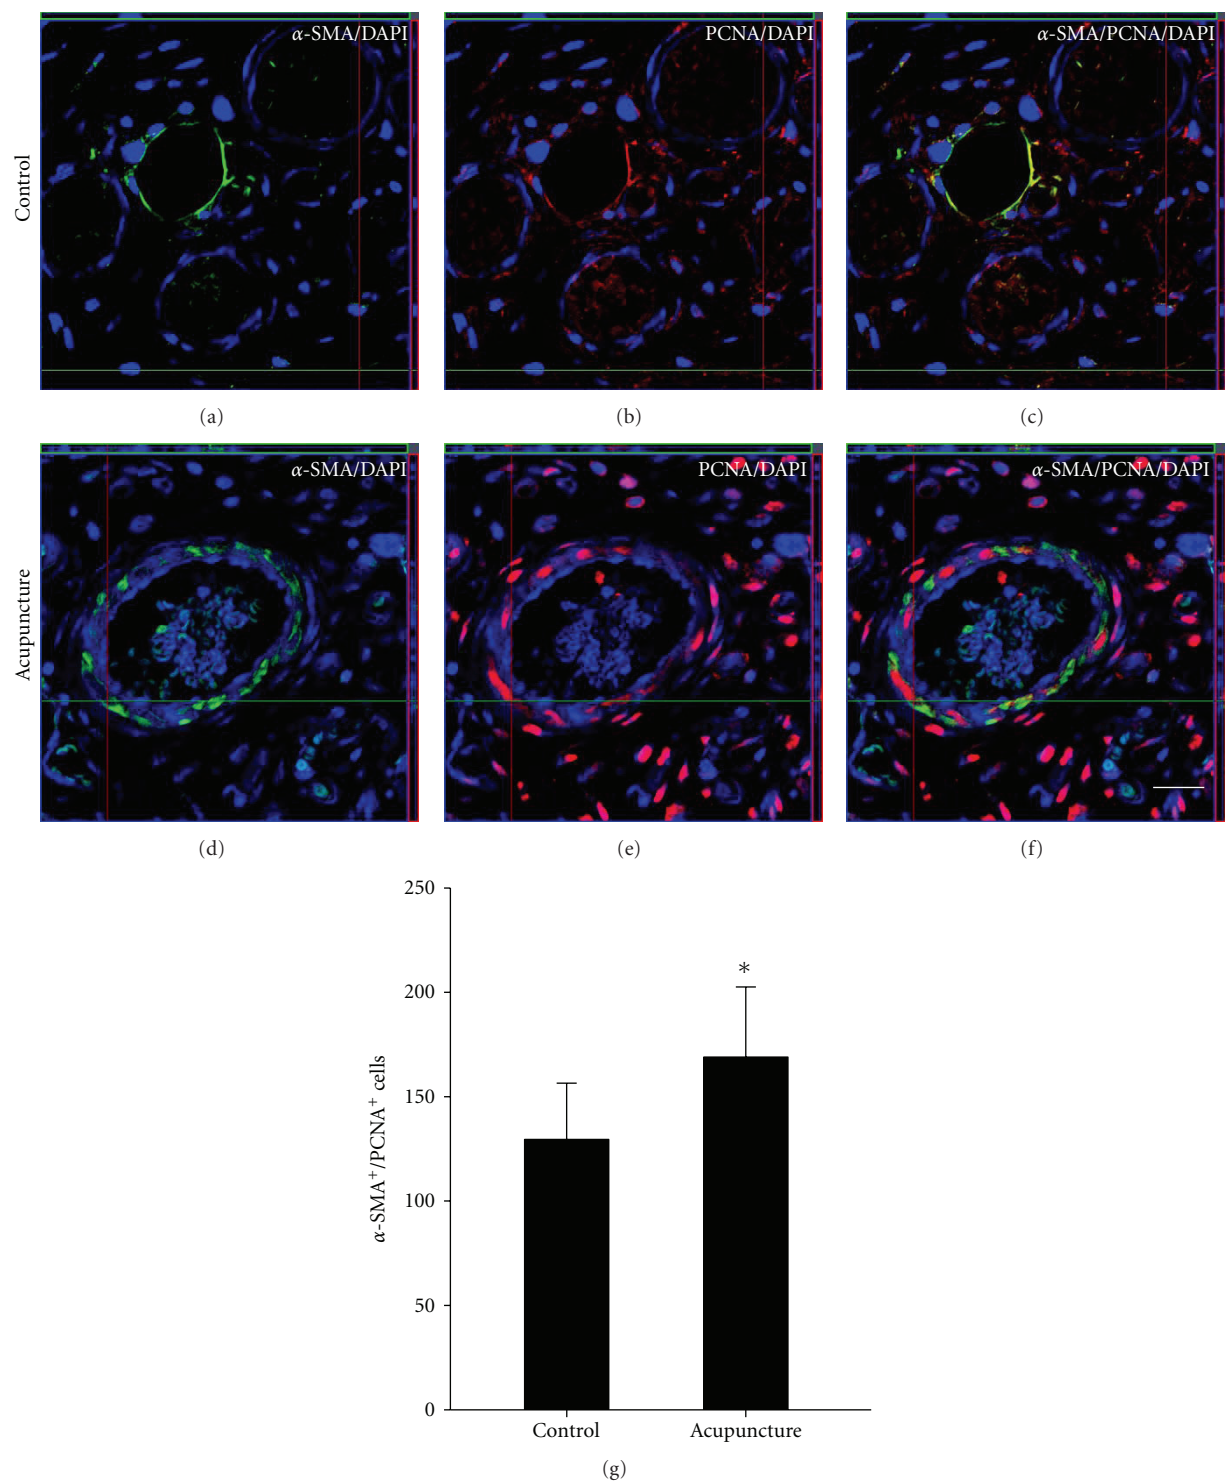 α-SMA/DAPI
PCNA/DAPI
α-SMA/PCNA/DAPI
Control
(a)
(b)
(c)
α-SMA/DAPI
PCNA/DAPI
α-SMA/PCNA/DAPI
Acupuncture
(d)
(e)
(f)
250
200
150
100
50
0
α-SMA⁺/PCNA⁺ cells
*
Control
Acupuncture
(g)